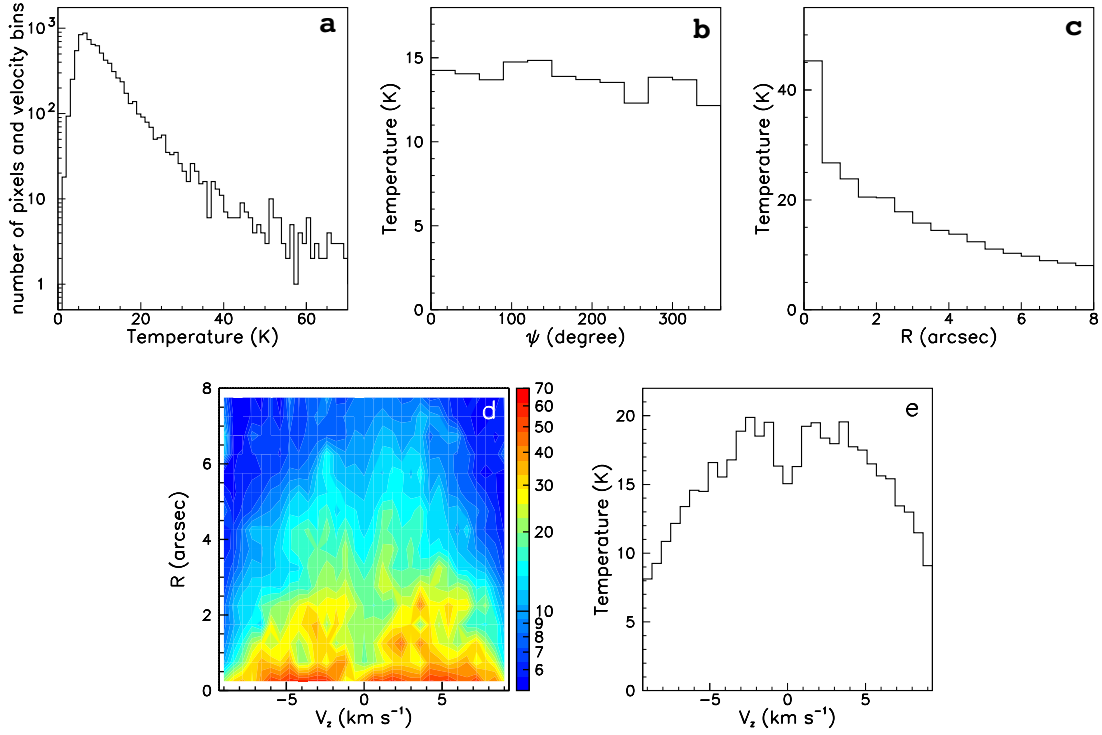 a
number of pixels and velocity bins
10³
10²
10
1
0 20 40 60
Temperature (K)
b
Temperature (K)
15
10
5
0
0 100 200 300
ψ (degree)
c
Temperature (K)
40
20
0
0 2 4 6 8
R (arcsec)
d
R (arcsec)
8
6
4
2
0
−5 0 5
V_z (km s⁻¹)
70
60
50
40
30
20
10
9
8
7
6
e
Temperature (K)
20
15
10
5
0
−5 0 5
V_z (km s⁻¹)